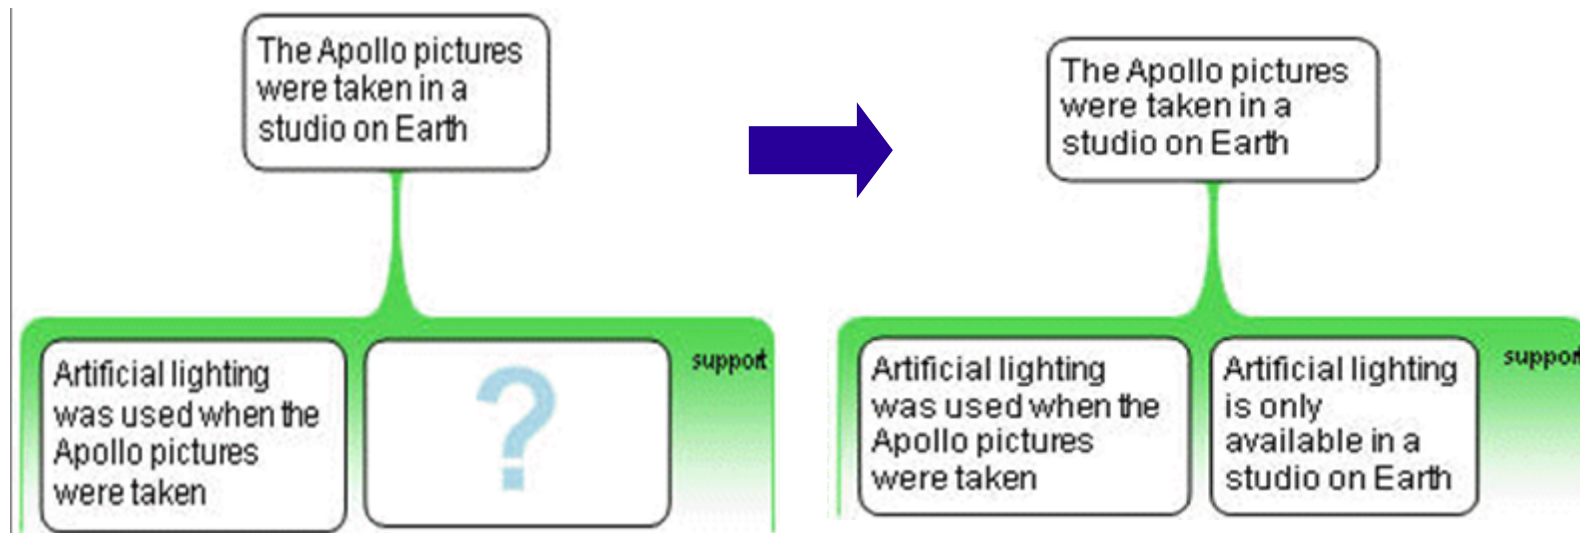 The Apollo pictures
were taken in a
studio on Earth
Artificial lighting
was used when the
Apollo pictures
were taken
?
support
The Apollo pictures
were taken in a
studio on Earth
Artificial lighting
was used when the
Apollo pictures
were taken
Artificial lighting
is only
available in a
studio on Earth
support